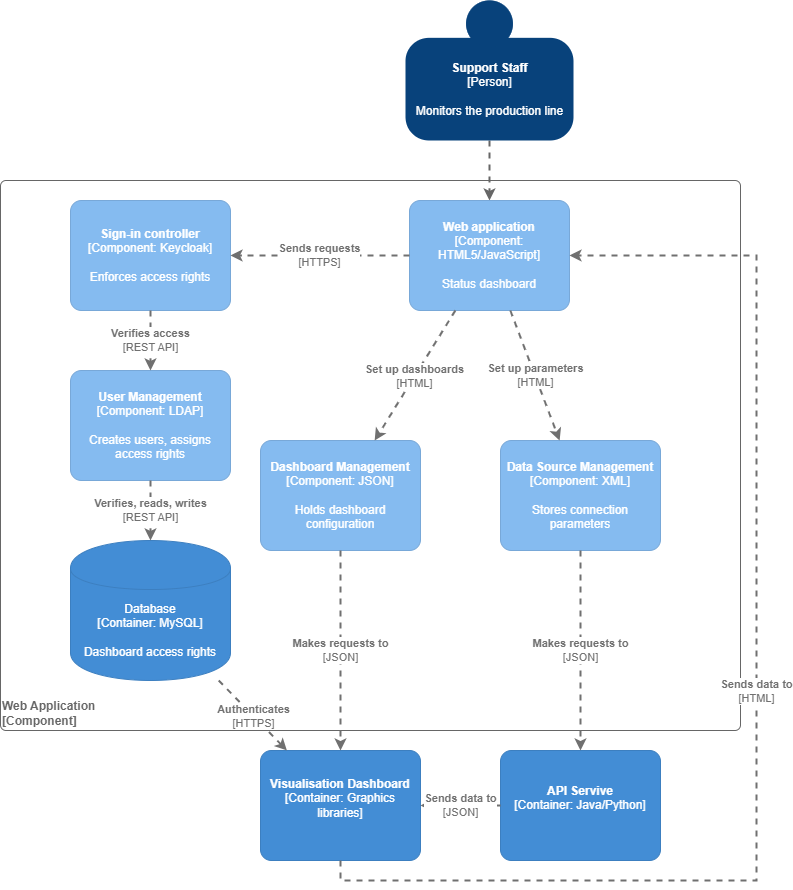 Support Staff
[Person]
Monitors the production line
Sign-in controller
[Component: Keycloak]
Enforces access rights
Sends requests
[HTTPS]
Web application
[Component:
HTML5/JavaScript]
Status dashboard
Verifies access
[REST API]
Set up dashboards
[HTML]
Set up parameters
[HTML]
User Management
[Component: LDAP]
Creates users, assigns
access rights
Dashboard Management
[Component: JSON]
Holds dashboard
configuration
Data Source Management
[Component: XML]
Stores connection
parameters
Verifies, reads, writes
[REST API]
Database
[Container: MySQL]
Dashboard access rights
Makes requests to
[JSON]
Makes requests to
[JSON]
Sends data to
[HTML]
Web Application
[Component]
Authenticates
[HTTPS]
Visualisation Dashboard
[Container: Graphics
libraries]
Sends data to
[JSON]
API Servive
[Container: Java/Python]